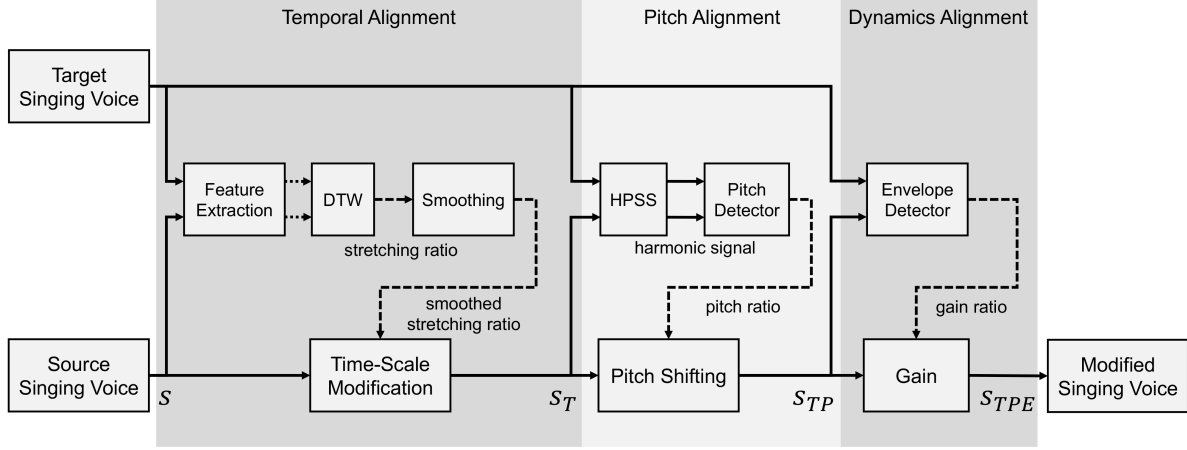 Temporal Alignment
Pitch Alignment
Dynamics Alignment
Target
Singing Voice
Feature
Extraction
DTW
Smoothing
stretching ratio
smoothed
stretching ratio
HPSS
Pitch
Detector
harmonic signal
pitch ratio
Envelope
Detector
gain ratio
Source
Singing Voice
S
Time-Scale
Modification
S_T
Pitch Shifting
S_TP
Gain
S_TPE
Modified
Singing Voice